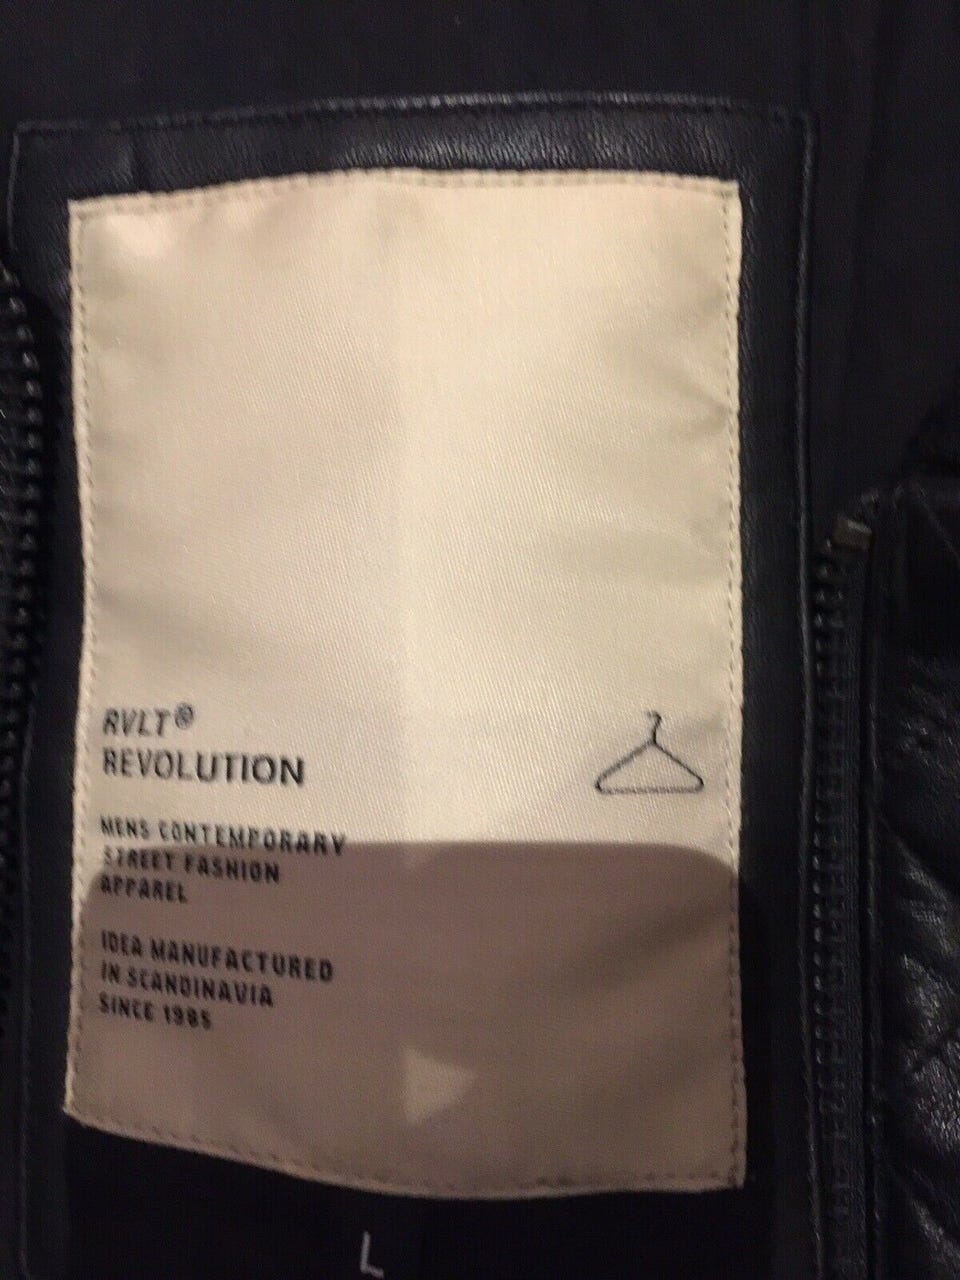 RVLT®
REVOLUTION
MENS CONTEMPORARY
STREET FASHION
APPAREL
IDEA MANUFACTURED
IN SCANDINAVIA
SINCE 1985
L